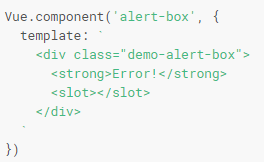 Vue.component('alert-box', {
  template: `
    <div class="demo-alert-box">
      <strong>Error!</strong>
      <slot></slot>
    </div>
  `
})